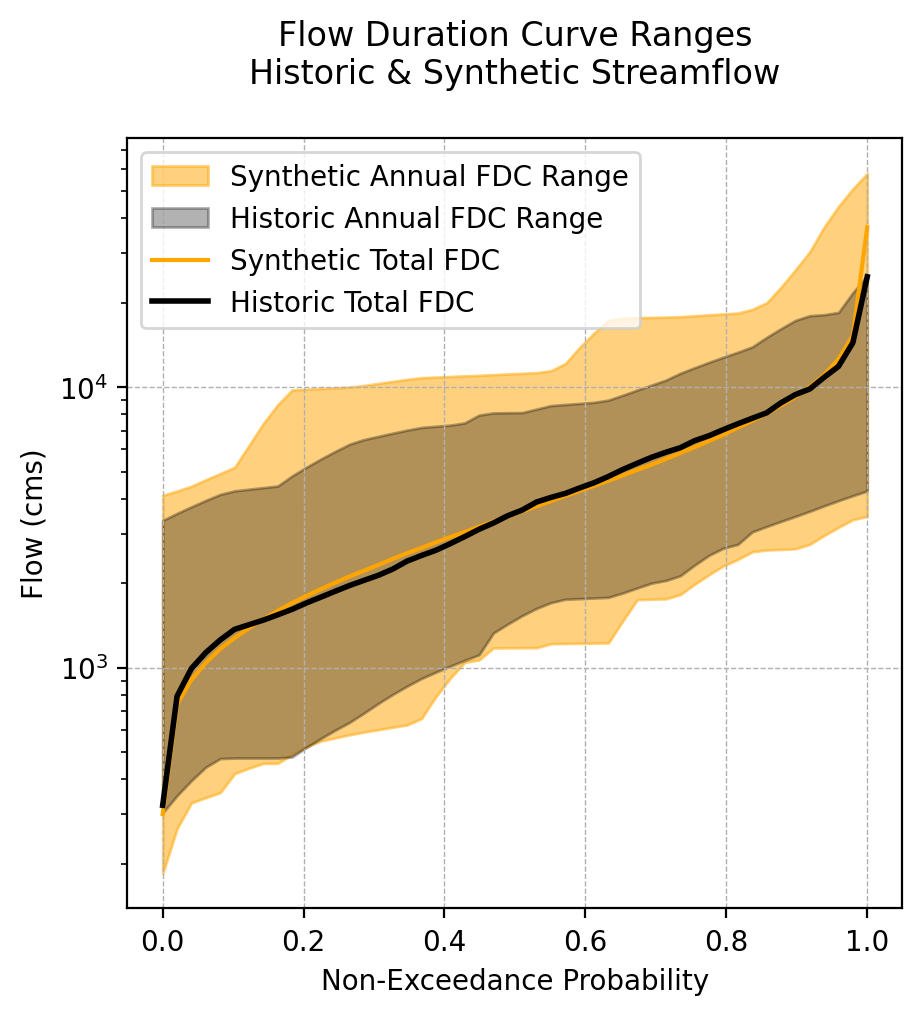 Flow Duration Curve Ranges
Historic & Synthetic Streamflow
Synthetic Annual FDC Range
Historic Annual FDC Range
Synthetic Total FDC
Historic Total FDC
Flow (cms)
10⁴
10³
0.0 0.2 0.4 0.6 0.8 1.0
Non-Exceedance Probability